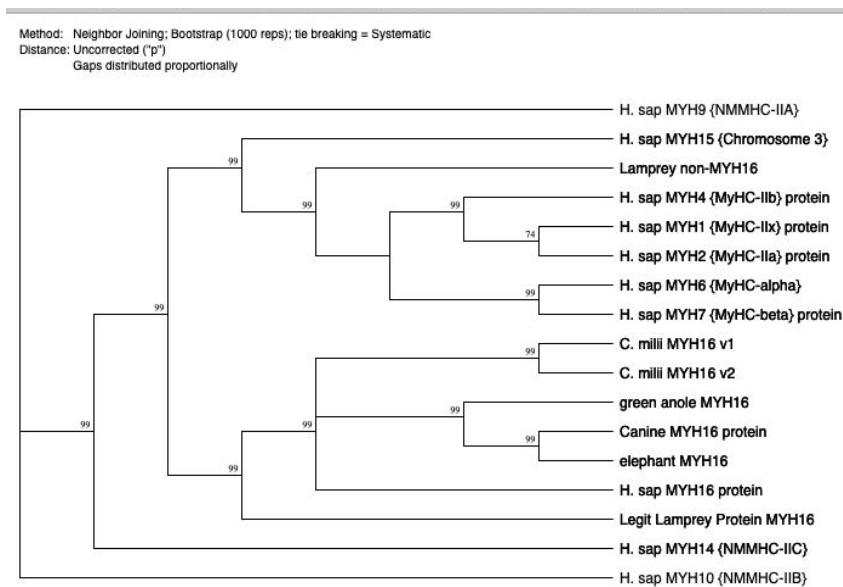 Method: Neighbor Joining; Bootstrap (1000 reps); tie breaking = Systematic
Distance: Uncorrected ("p")
Gaps distributed proportionally
H. sap MYH9 {NMMHC-IIA}
99
H. sap MYH15 {Chromosome 3}
Lamprey non-MYH16
99
99
H. sap MYH4 {MyHC-IIb} protein
74
H. sap MYH1 {MyHC-IIx} protein
H. sap MYH2 {MyHC-IIa} protein
99
H. sap MYH6 {MyHC-alpha}
99
H. sap MYH7 {MyHC-beta} protein
C. milii MYH16 v1
99
C. milii MYH16 v2
green anole MYH16
99
99
99
99
Canine MYH16 protein
elephant MYH16
99
H. sap MYH16 protein
Legit Lamprey Protein MYH16
H. sap MYH14 {NMMHC-IIC}
H. sap MYH10 {NMMHC-IIB}